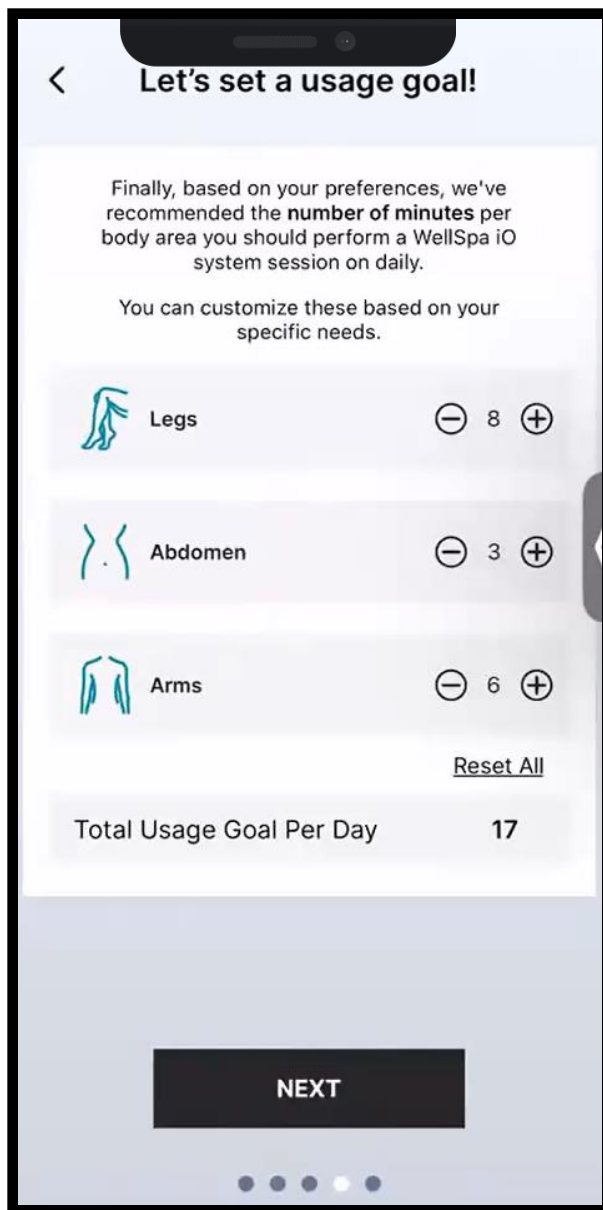 Let’s set a usage goal!
Finally, based on your preferences, we've
recommended the number of minutes per
body area you should perform a WellSpa iO
system session on daily.
You can customize these based on your
specific needs.
Legs 8
Abdomen 3
Arms 6
Reset All
Total Usage Goal Per Day 17
NEXT